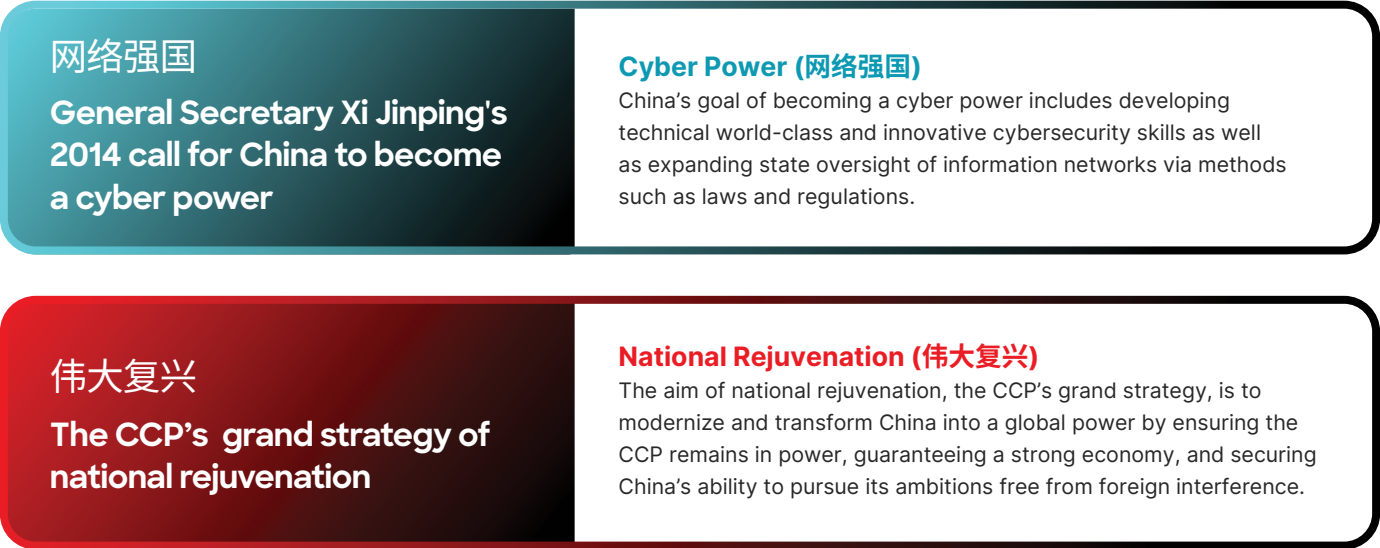 网络强国
General Secretary Xi Jinping's
2014 call for China to become
a cyber power
Cyber Power (网络强国)
China’s goal of becoming a cyber power includes developing
technical world-class and innovative cybersecurity skills as well
as expanding state oversight of information networks via methods
such as laws and regulations.
伟大复兴
The CCP’s  grand strategy of
national rejuvenation
National Rejuvenation (伟大复兴)
The aim of national rejuvenation, the CCP’s grand strategy, is to
modernize and transform China into a global power by ensuring the
CCP remains in power, guaranteeing a strong economy, and securing
China’s ability to pursue its ambitions free from foreign interference.